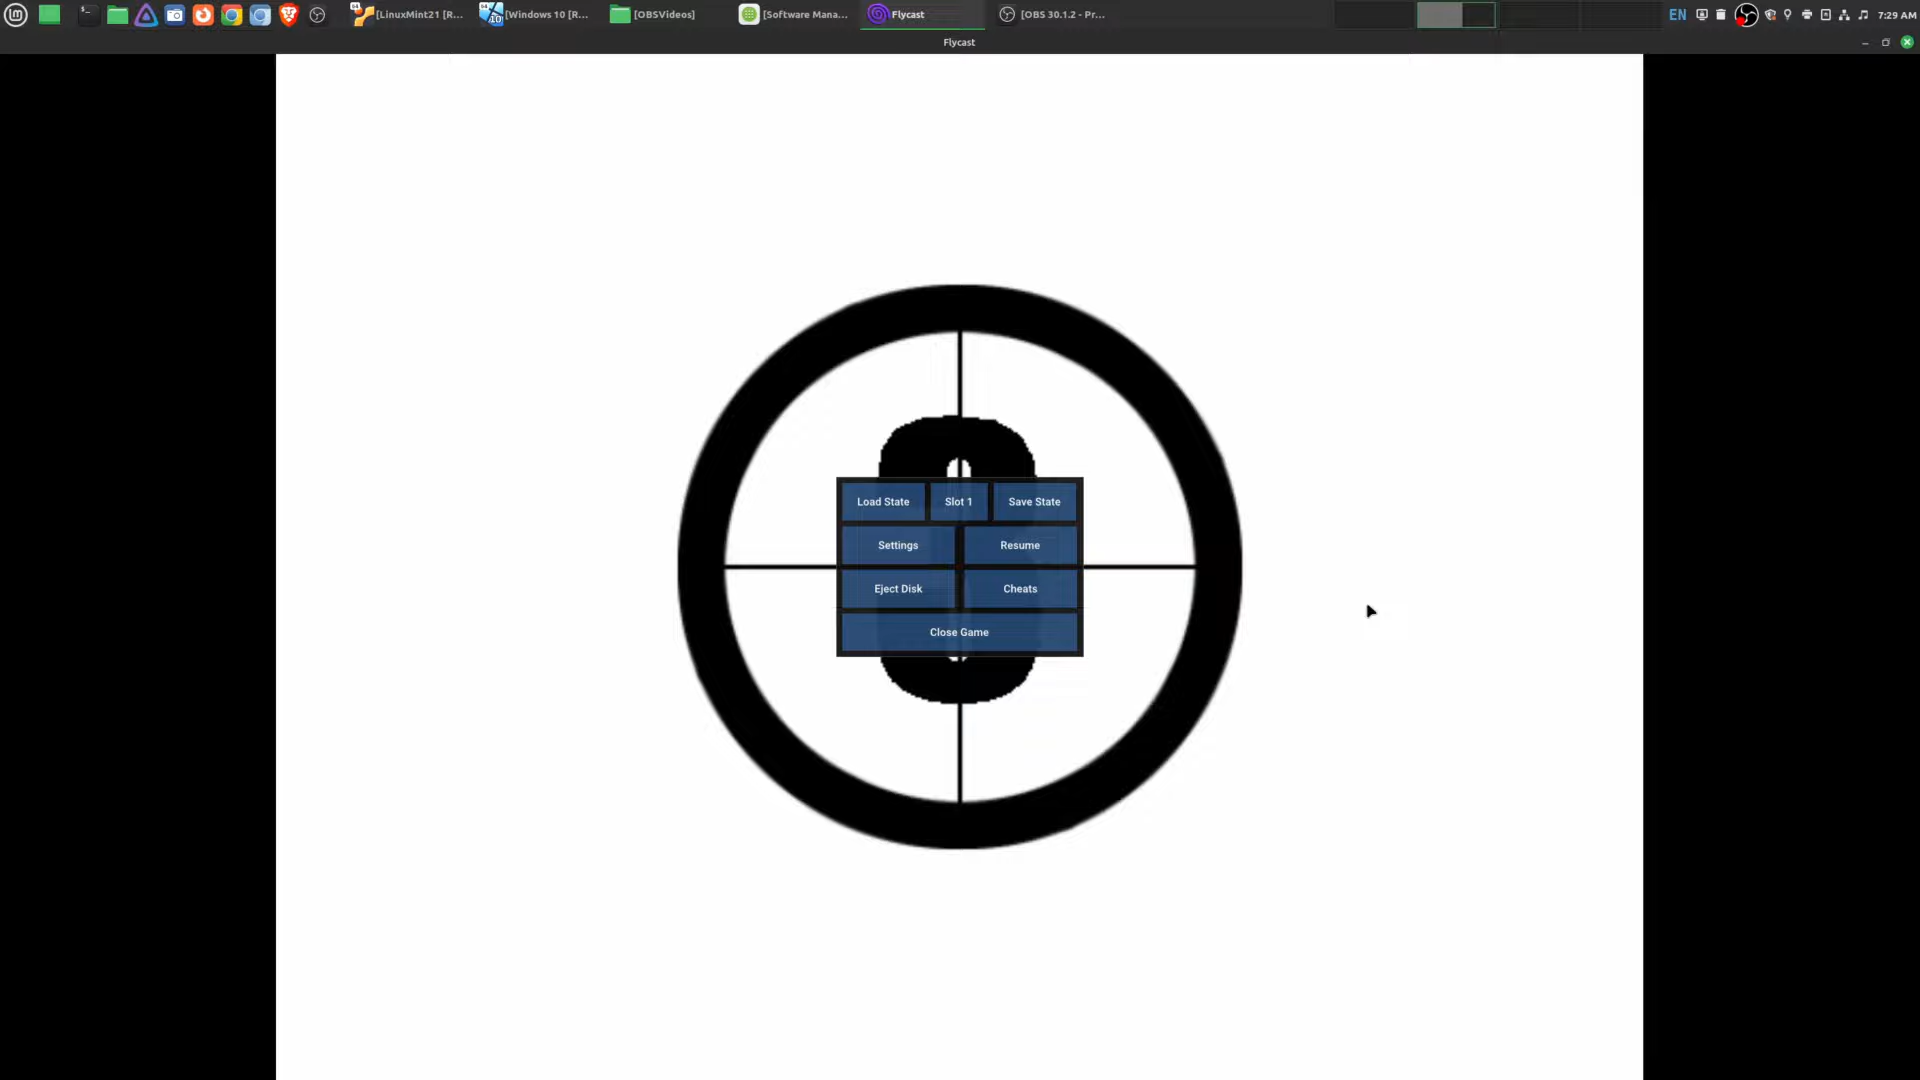 [LinuxMint21 [R...
[Windows 10 [R...
[OBSVideos]
[Software Mana...
Flycast
[OBS 30.1.2 - Pr...
EN
7:29 AM
Flycast
Load State
Slot 1
Save State
Settings
Resume
Eject Disk
Cheats
Close Game